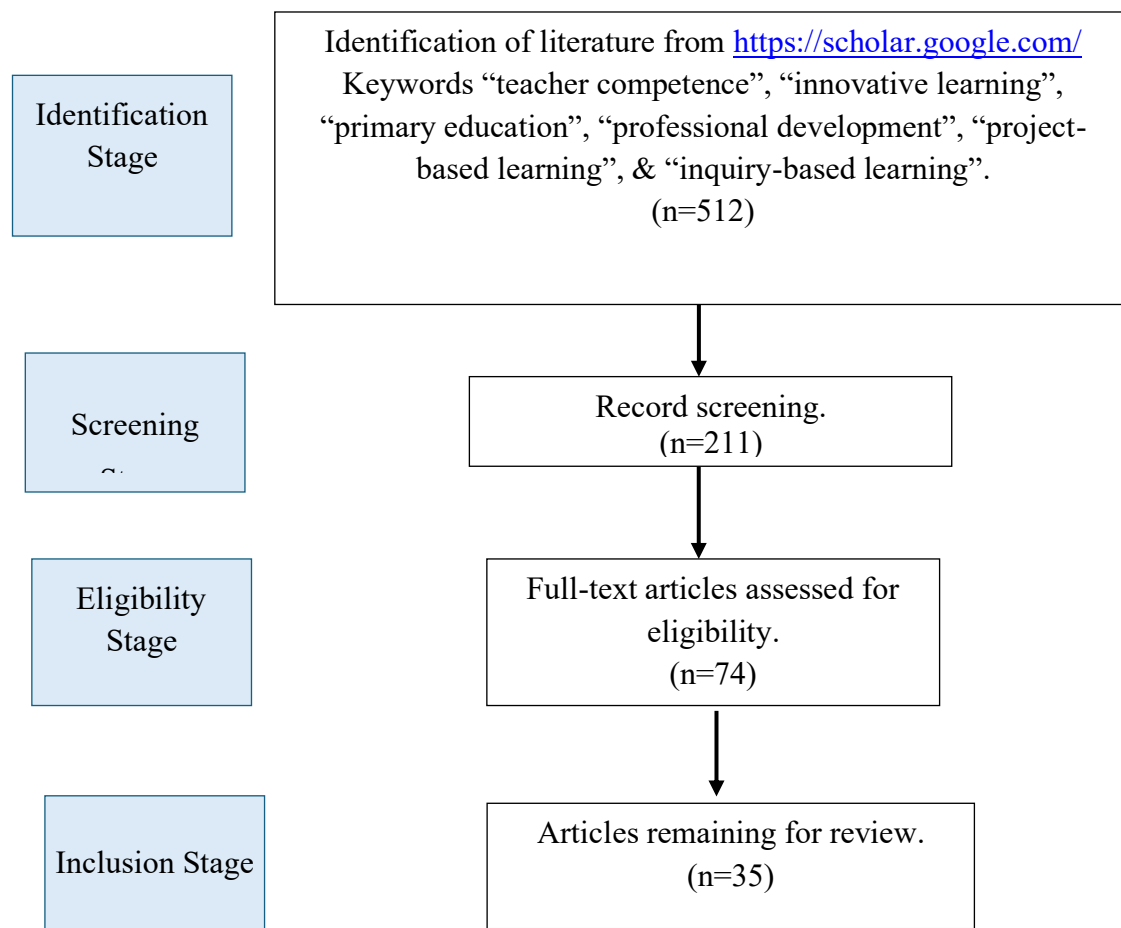 Identification
Stage
Identification of literature from https://scholar.google.com/
Keywords “teacher competence”, “innovative learning”,
“primary education”, “professional development”, “project-
based learning”, & “inquiry-based learning”.
(n=512)
Screening
Record screening.
(n=211)
Eligibility
Stage
Full-text articles assessed for
eligibility.
(n=74)
Inclusion Stage
Articles remaining for review.
(n=35)